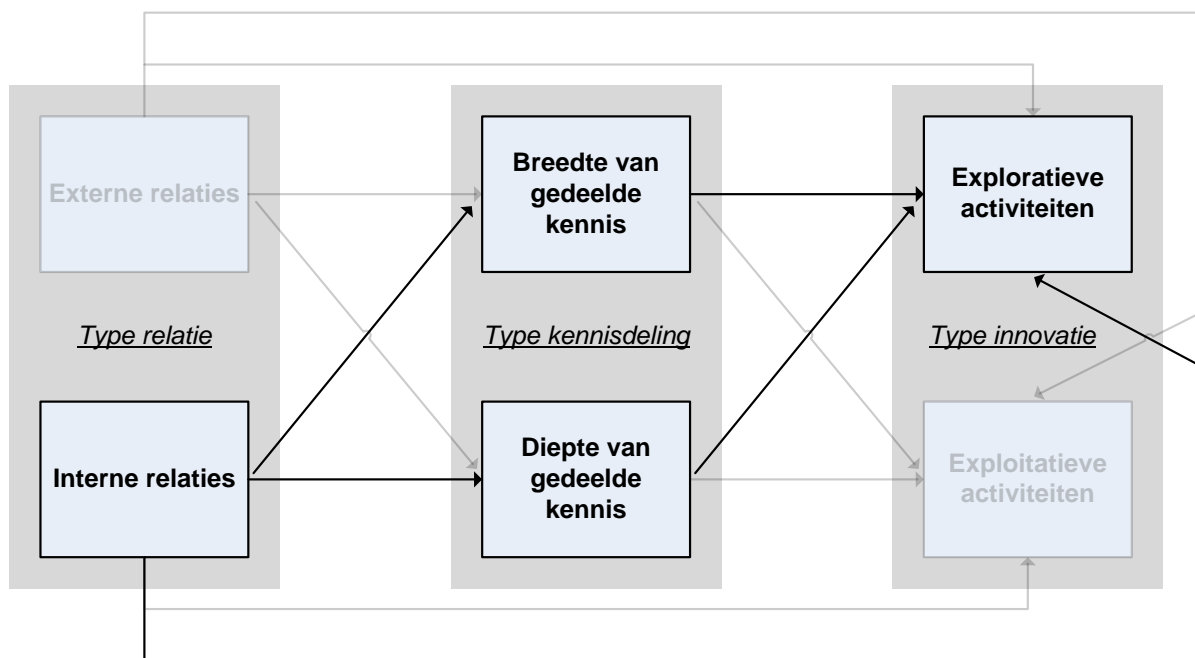 Externe relaties
Breedte van
gedeelde
kennis
Exploratieve
activiteiten
Type relatie
Type kennisdeling
Type innovatie
Interne relaties
Diepte van
gedeelde
kennis
Exploitatieve
activiteiten